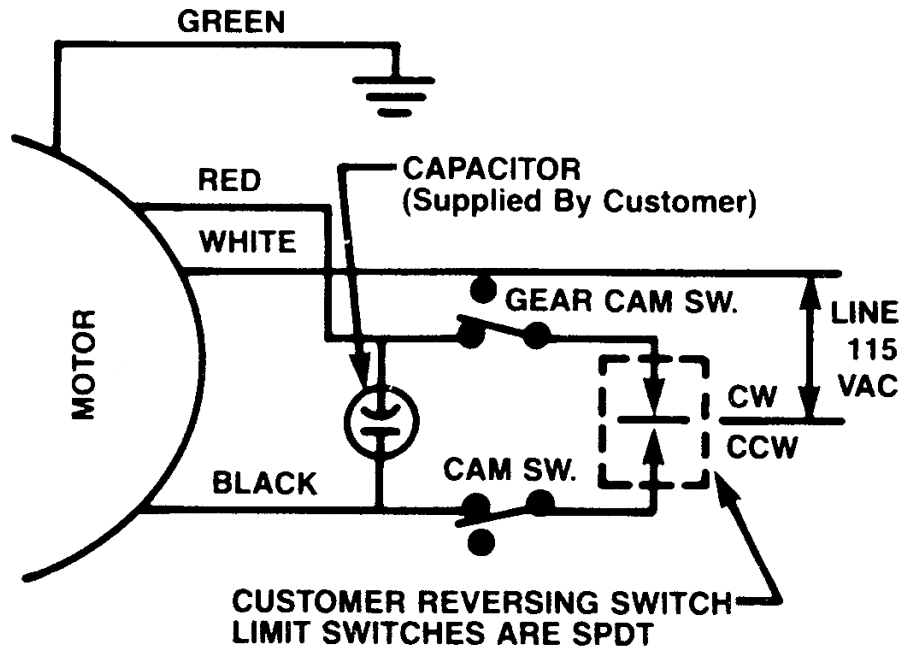 GREEN
RED
CAPACITOR
(Supplied By Customer)
WHITE
GEAR CAM SW.
LINE
115
VAC
MOTOR
CW
CCW
CAM SW.
BLACK
CUSTOMER REVERSING SWITCH
LIMIT SWITCHES ARE SPDT